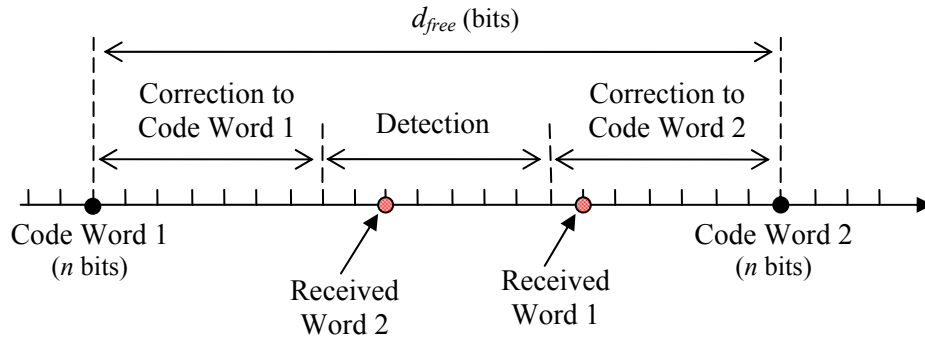 d_free (bits)
Correction to
Code Word 1
Detection
Correction to
Code Word 2
Code Word 1
(n bits)
Received
Word 2
Received
Word 1
Code Word 2
(n bits)